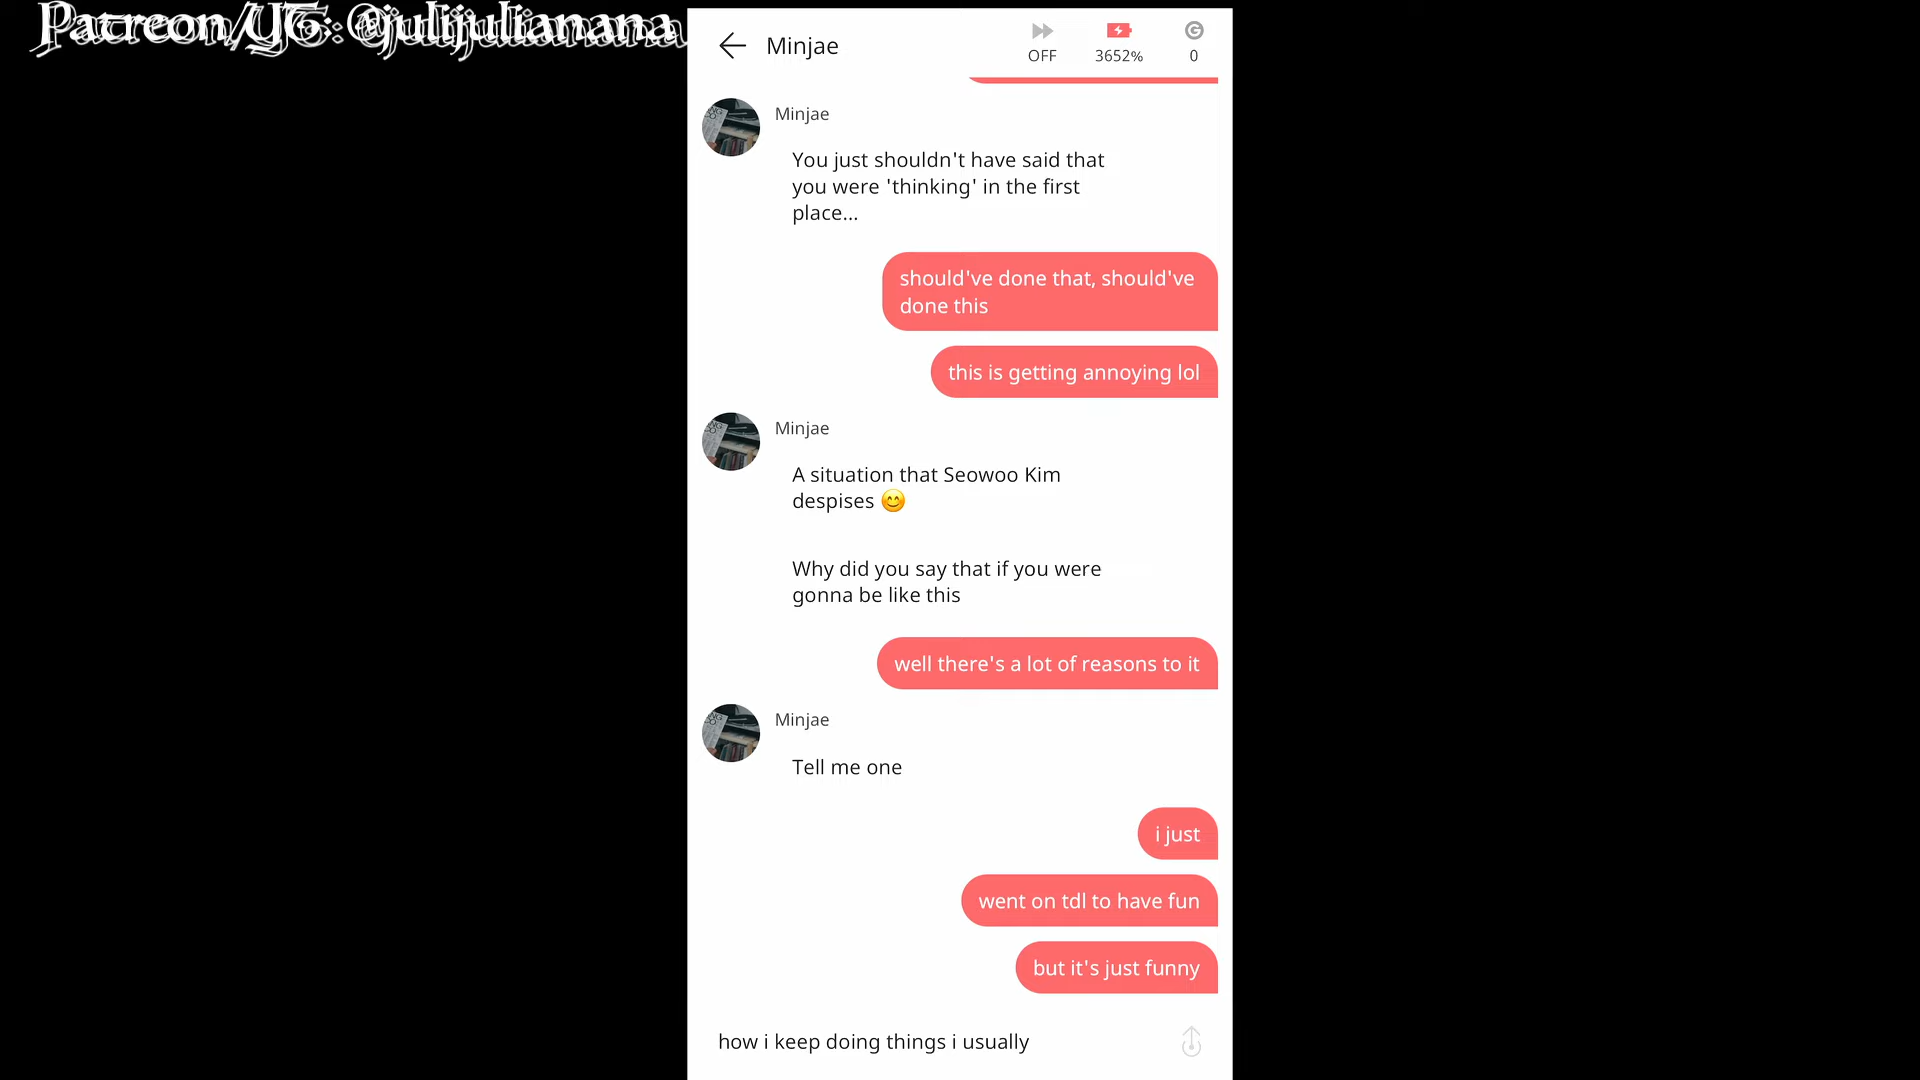 Patreon/YT: @julijulianana
Minjae
OFF
3652%
0
Minjae
You just shouldn't have said that
you were 'thinking' in the first
place...
should've done that, should've
done this
this is getting annoying lol
Minjae
A situation that Seowoo Kim
despises 😊
Why did you say that if you were
gonna be like this
well there's a lot of reasons to it
Minjae
Tell me one
i just
went on tdl to have fun
but it's just funny
how i keep doing things i usually